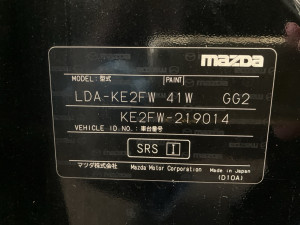 mazda
MODEL: 型式 PAINT
LDA-KE2FW 41W GG2
KE2FW-219014
VEHICLE ID.NO.: 車台番号
SRS
マツダ株式会社 Mazda Motor Corporation MADE IN JAPAN
(D10A)